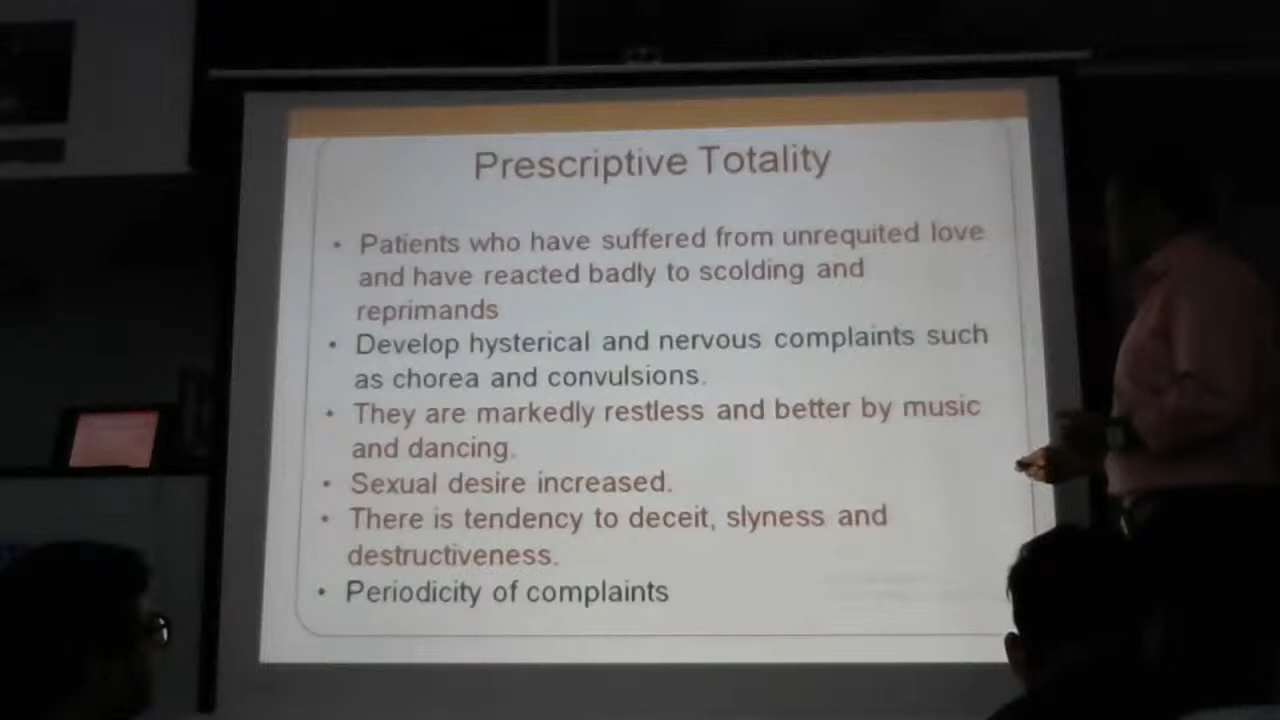 Prescriptive Totality
• Patients who have suffered from unrequited love
and have reacted badly to scolding and
reprimands
• Develop hysterical and nervous complaints such
as chorea and convulsions.
• They are markedly restless and better by music
and dancing.
• Sexual desire increased.
• There is tendency to deceit, slyness and
destructiveness.
• Periodicity of complaints